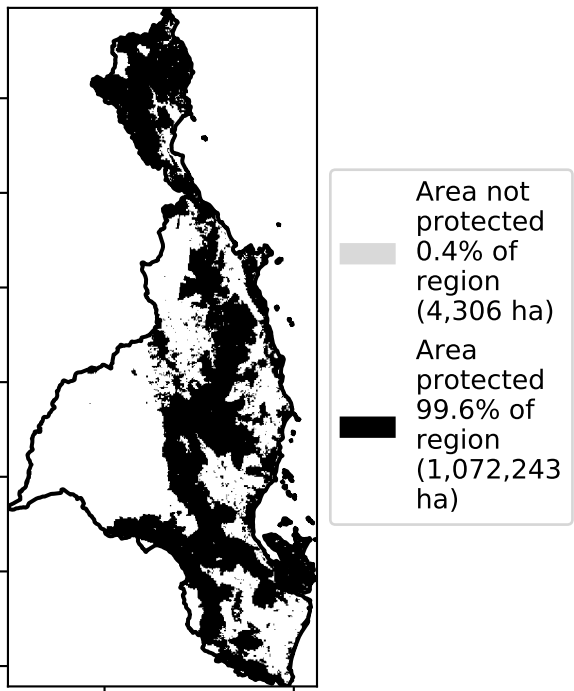 Area not
protected
0.4% of
region
(4,306 ha)
Area
protected
99.6% of
region
(1,072,243
ha)